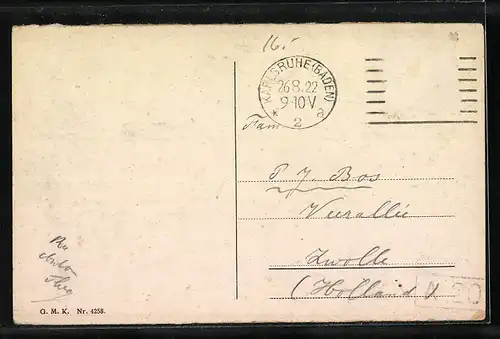 16.-
KARLSRUHE (BADEN)
26.8.22
9-10 V
* 2 a
Fam
P. J. Bos
Zwolle
(Holland)
G. M. K. Nr. 4258.